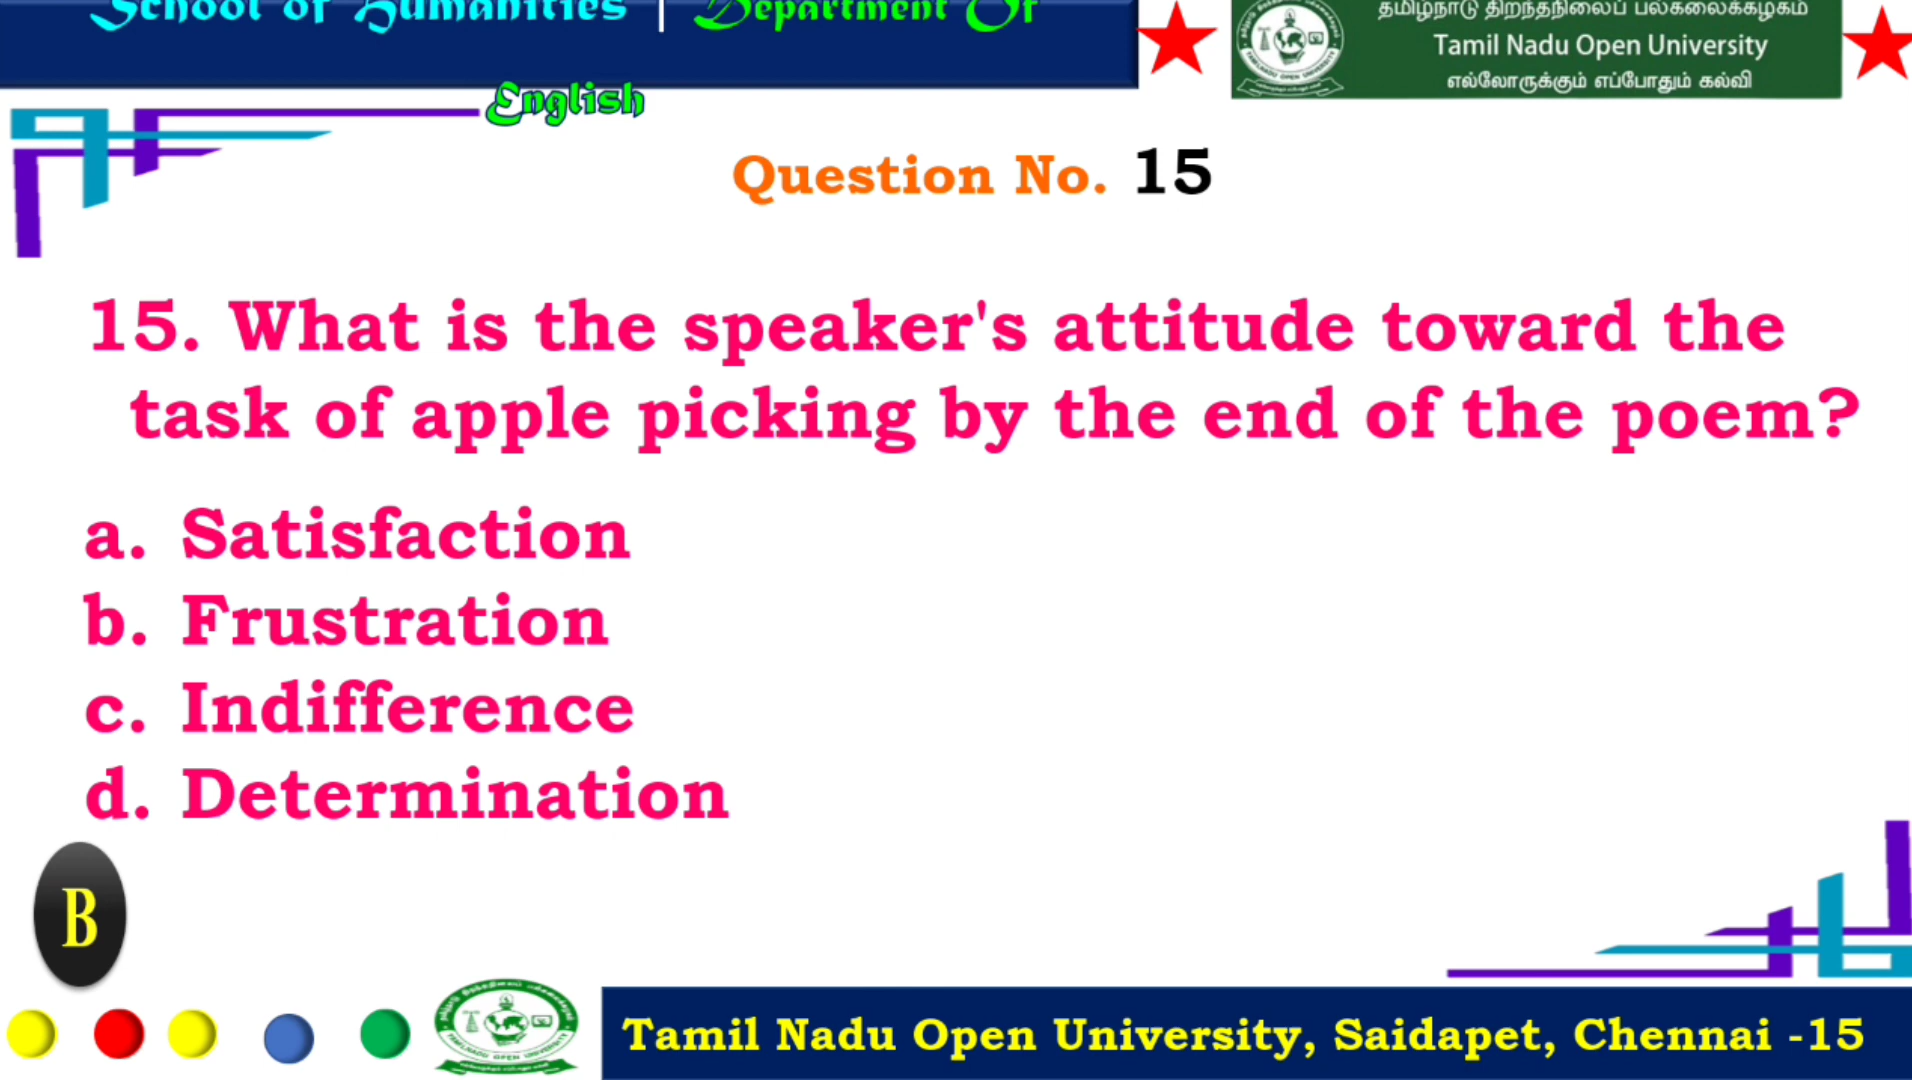 School of Humanities | Department Of
English
தமிழ்நாடு திறந்தநிலைப் பல்கலைக்கழகம்
Tamil Nadu Open University
எல்லோருக்கும் எப்போதும் கல்வி
Question No. 15
15. What is the speaker's attitude toward the
task of apple picking by the end of the poem?
a. Satisfaction
b. Frustration
c. Indifference
d. Determination
B
Tamil Nadu Open University, Saidapet, Chennai -15